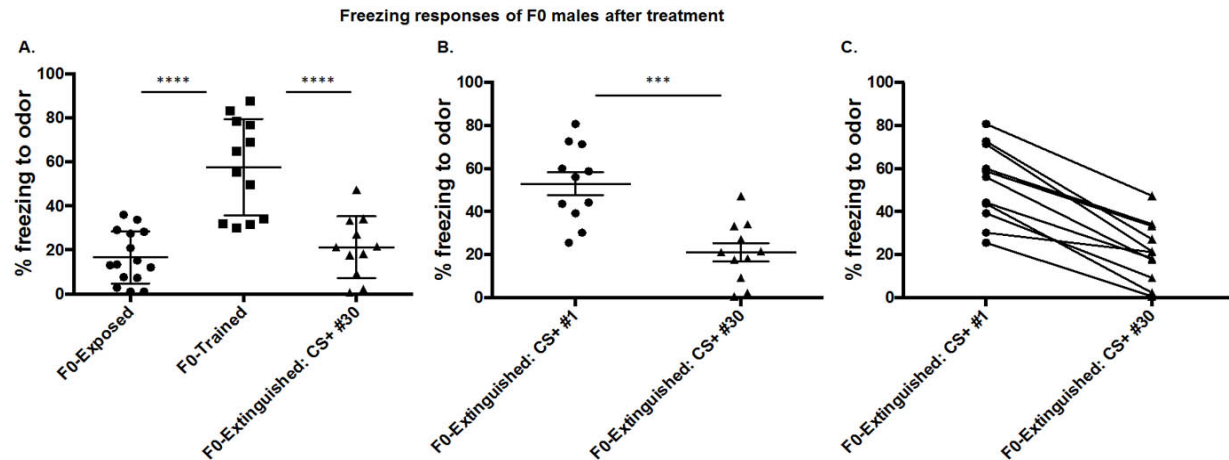 Freezing responses of F0 males after treatment
A.
% freezing to odor
100
80
60
40
20
0
****
****
F0-Exposed
F0-Trained
F0-Extinguished: CS+ #30
B.
% freezing to odor
100
80
60
40
20
0
***
F0-Extinguished: CS+ #1
F0-Extinguished: CS+ #30
C.
% freezing to odor
100
80
60
40
20
0
F0-Extinguished: CS+ #1
F0-Extinguished: CS+ #30